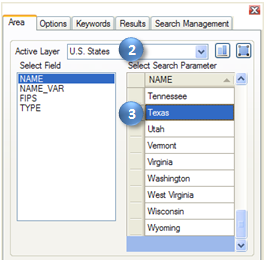 Area Options Keywords Results Search Management
Active Layer U.S. States 2
Select Field Select Search Parameter
NAME
NAME_VAR
FIPS
TYPE
NAME
Tennessee
3 Texas
Utah
Vermont
Virginia
Washington
West Virginia
Wisconsin
Wyoming